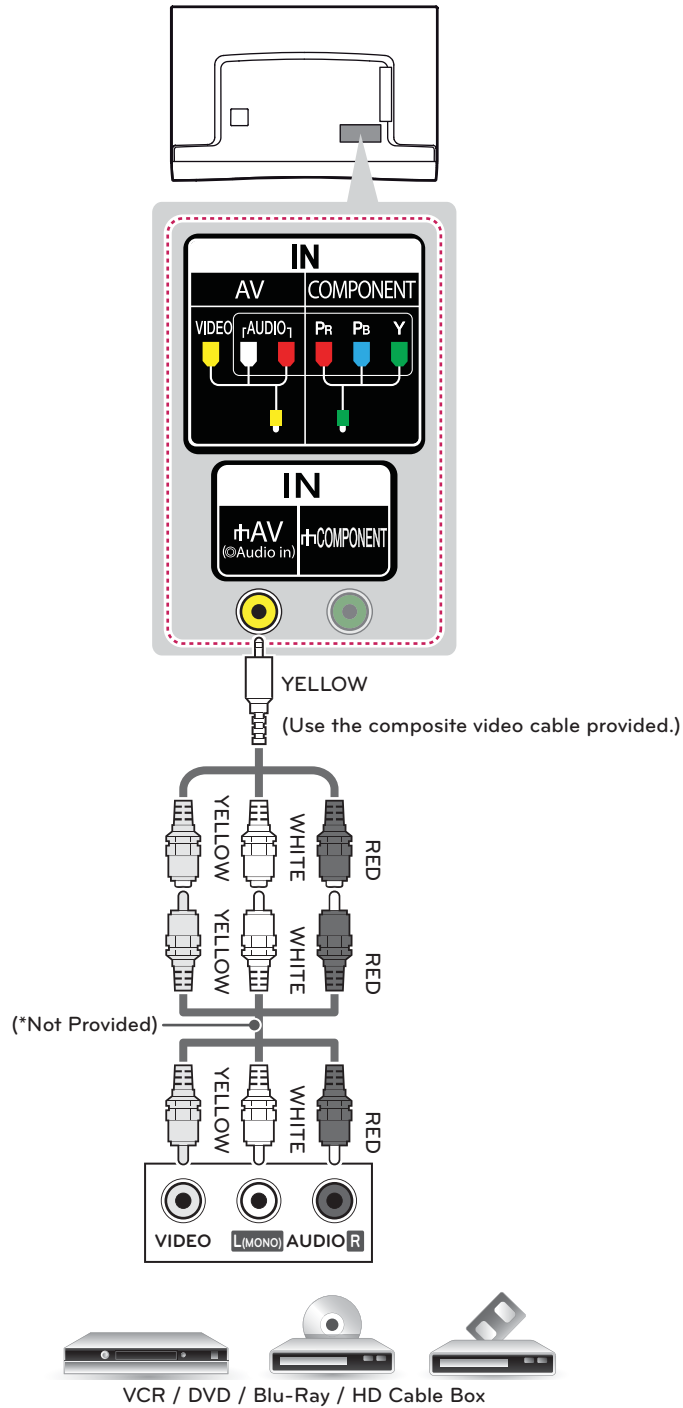 IN
AV COMPONENT
VIDEO AUDIO PR PB Y
IN
AV COMPONENT
(◎Audio in)
YELLOW
(Use the composite video cable provided.)
YELLOW WHITE RED
YELLOW WHITE RED
(*Not Provided)
YELLOW WHITE RED
VIDEO L(MONO) AUDIO R
VCR / DVD / Blu-Ray / HD Cable Box